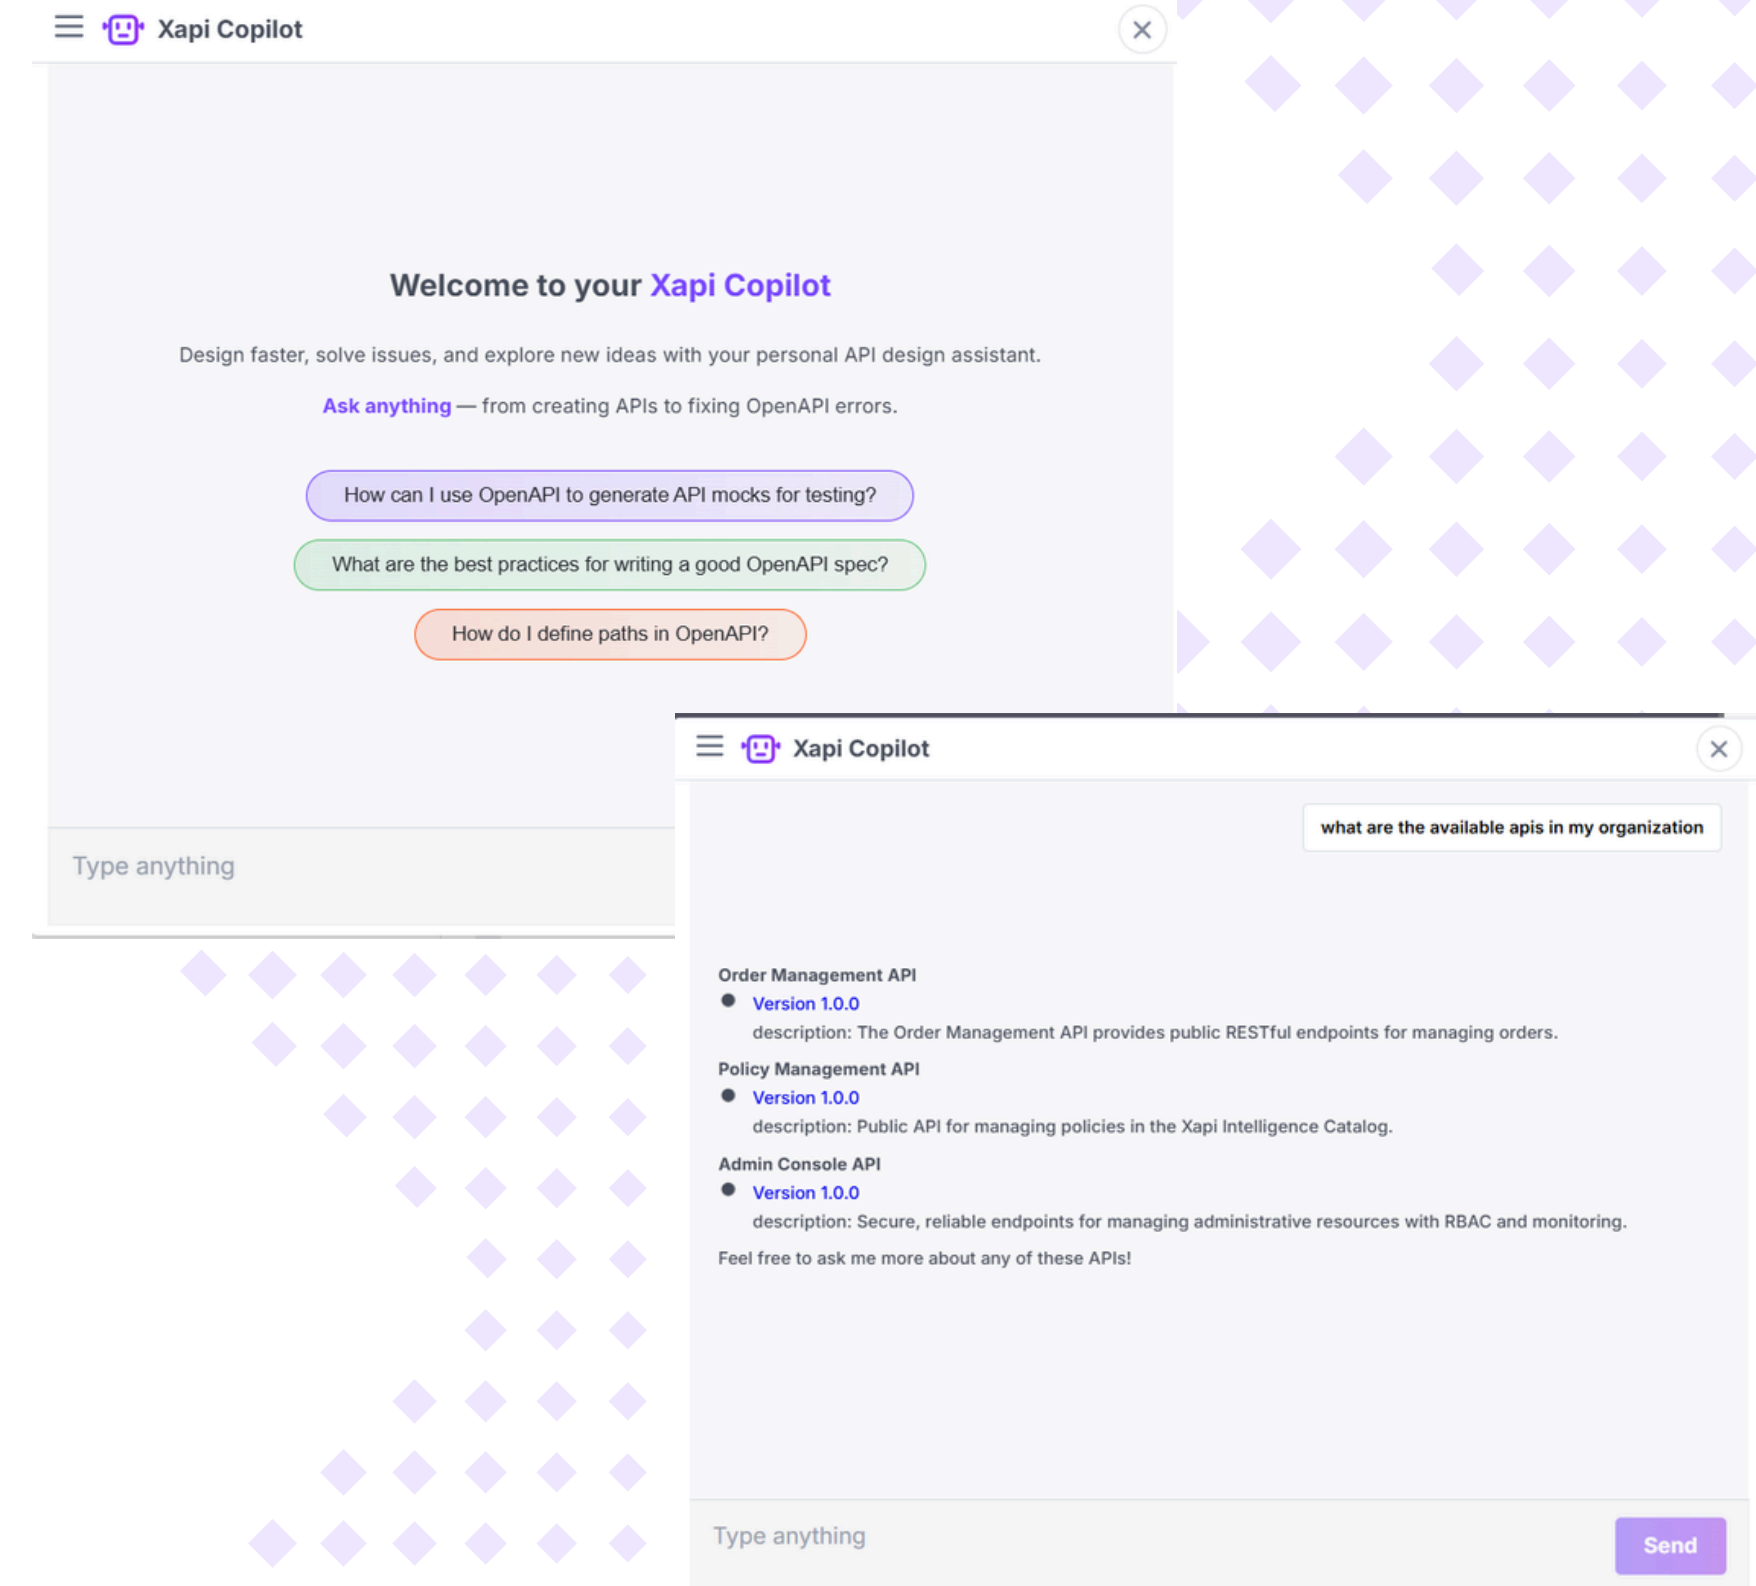 Xapi Copilot
Welcome to your Xapi Copilot
Design faster, solve issues, and explore new ideas with your personal API design assistant.
Ask anything — from creating APIs to fixing OpenAPI errors.
How can I use OpenAPI to generate API mocks for testing?
What are the best practices for writing a good OpenAPI spec?
How do I define paths in OpenAPI?
Type anything
Xapi Copilot
what are the available apis in my organization
Order Management API
Version 1.0.0
description: The Order Management API provides public RESTful endpoints for managing orders.
Policy Management API
Version 1.0.0
description: Public API for managing policies in the Xapi Intelligence Catalog.
Admin Console API
Version 1.0.0
description: Secure, reliable endpoints for managing administrative resources with RBAC and monitoring.
Feel free to ask me more about any of these APIs!
Type anything
Send